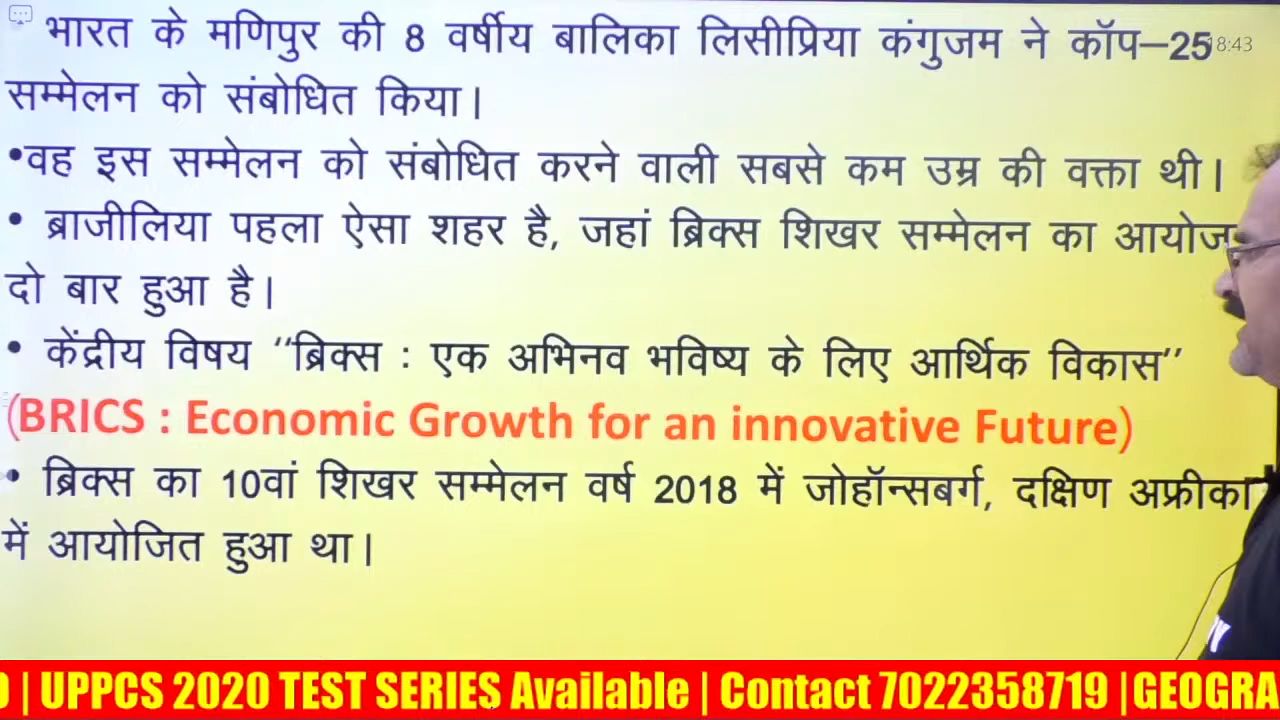 भारत के मणिपुर की 8 वर्षीय बालिका लिसीप्रिया कंगुजम ने कॉप–25
18:43
सम्मेलन को संबोधित किया।
•वह इस सम्मेलन को संबोधित करने वाली सबसे कम उम्र की वक्ता थी।
• ब्राजीलिया पहला ऐसा शहर है, जहां ब्रिक्स शिखर सम्मेलन का आयोज
दो बार हुआ है।
• केंद्रीय विषय ‘‘ब्रिक्स : एक अभिनव भविष्य के लिए आर्थिक विकास’’
(BRICS : Economic Growth for an innovative Future)
• ब्रिक्स का 10वां शिखर सम्मेलन वर्ष 2018 में जोहॉन्सबर्ग, दक्षिण अफ्रीका
में आयोजित हुआ था।
| UPPCS 2020 TEST SERIES Available | Contact 7022358719 |GEOGRA